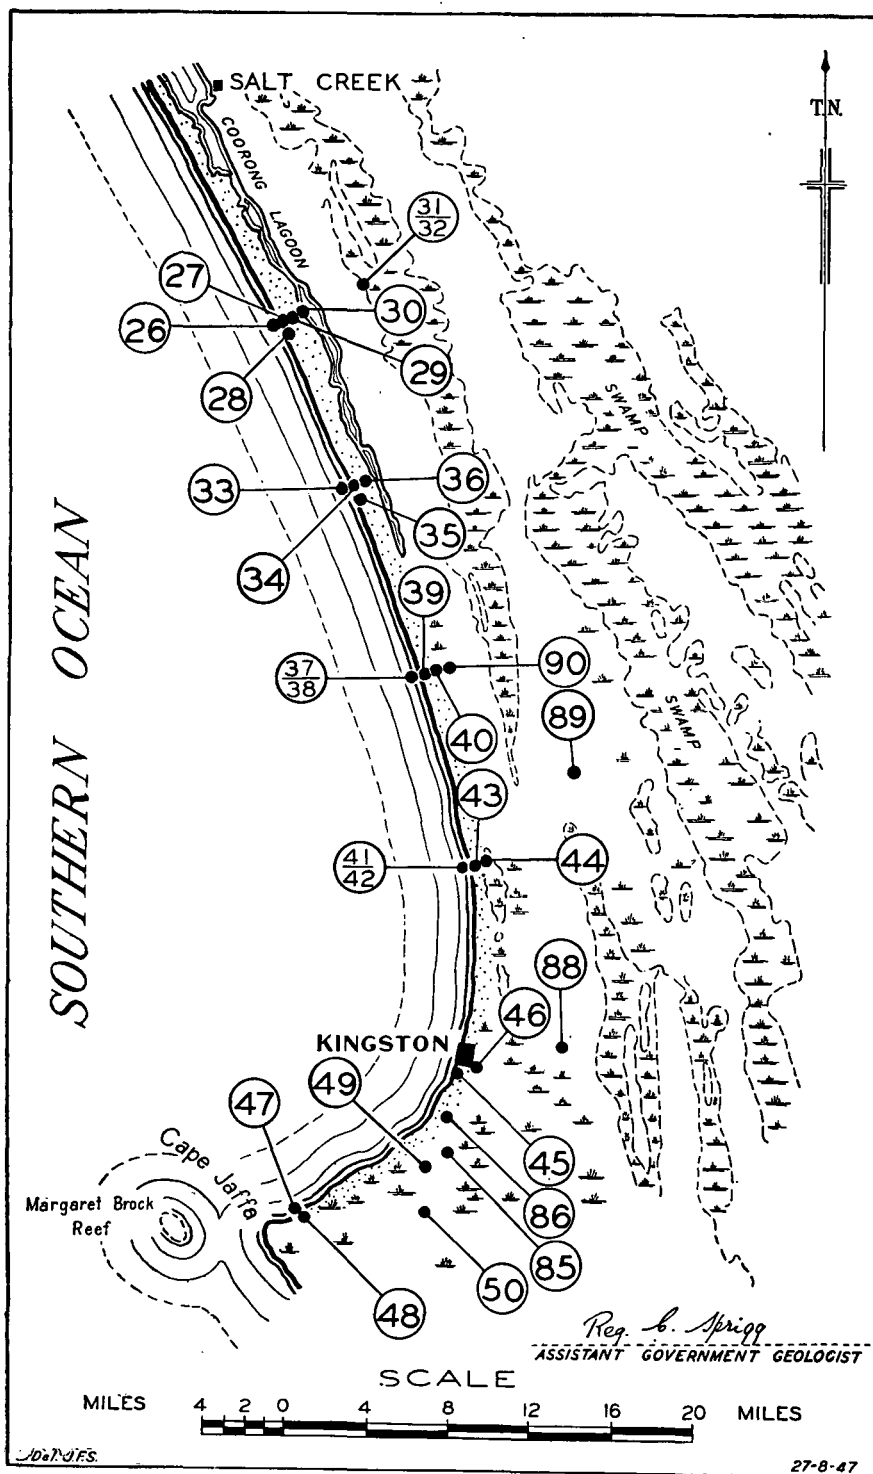 SALT CREEK
T.N.
COORONG LAGOON
31
32
27
30
26
29
28
SWAMP
36
33
35
34
39
SOUTHERN OCEAN
37
38
90
89
SWAMP
40
43
41
42
44
88
46
KINGSTON
49
47
Cape Jaffa
45
Margaret Brock
Reef
86
85
50
48
Reg. C. Sprigg
ASSISTANT GOVERNMENT GEOLOGIST
SCALE
MILES 4 2 0 4 8 12 16 20 MILES
27-8-47